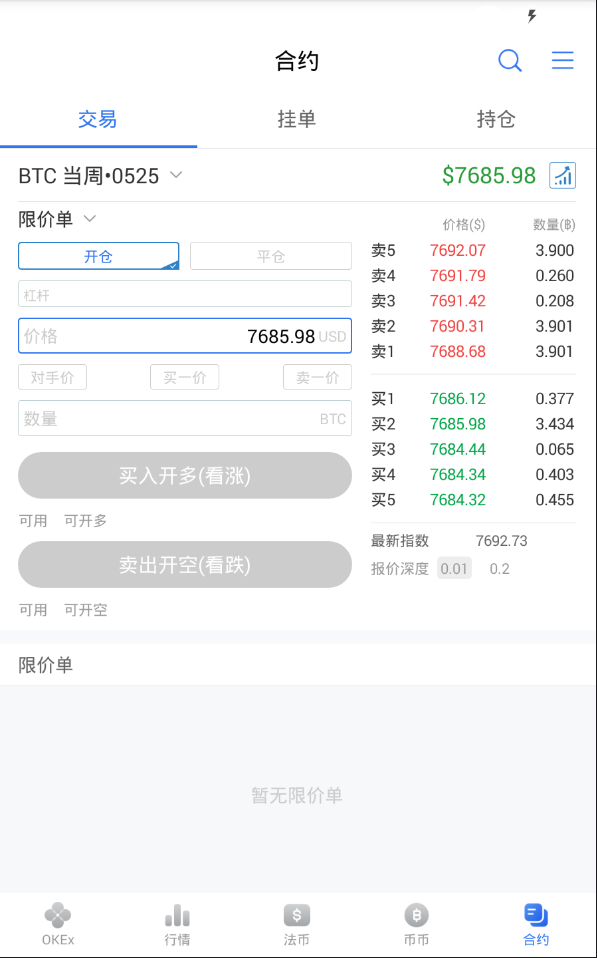 合约
交易 挂单 持仓
BTC 当周•0525 $7685.98
限价单
开仓 平仓
杠杆
价格 7685.98 USD
对手价 买一价 卖一价
数量 BTC
买入开多(看涨)
可用 可开多
卖出开空(看跌)
可用 可开空
价格($) 数量(฿)
卖5 7692.07 3.900
卖4 7691.79 0.260
卖3 7691.42 0.208
卖2 7690.31 3.901
卖1 7688.68 3.901
买1 7686.12 0.377
买2 7685.98 3.434
买3 7684.44 0.065
买4 7684.34 0.403
买5 7684.32 0.455
最新指数 7692.73
报价深度 0.01 0.2
限价单
暂无限价单
OKEx 行情 法币 币币 合约